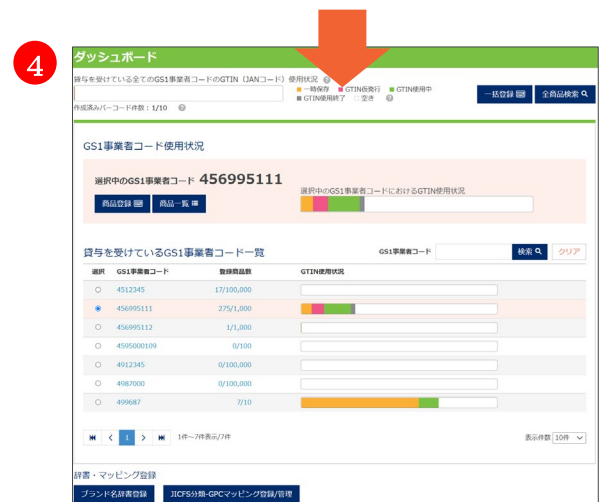 4
ダッシュボード
貸与を受けている全てのGS1事業者コードのGTIN（JANコード）使用状況
一時保存 GTIN仮発行 GTIN使用中
GTIN使用終了 空き
一括登録 全商品検索
作成済みバーコード件数：1/10
GS1事業者コード使用状況
選択中のGS1事業者コード 456995111
選択中のGS1事業者コードにおけるGTIN使用状況
商品登録 商品一覧
貸与を受けているGS1事業者コード一覧 GS1事業者コード 検索 クリア
選択 GS1事業者コード 登録商品数 GTIN使用状況
4512345 17/100,000
456995111 275/1,000
456995112 1/1,000
4595000109 0/100
4912345 0/100,000
4987000 0/100,000
499687 7/10
1 1件～7件表示/7件 表示件数 10件
辞書・マッピング登録
ブランド名辞書登録 JICFS分類-GPCマッピング登録/管理